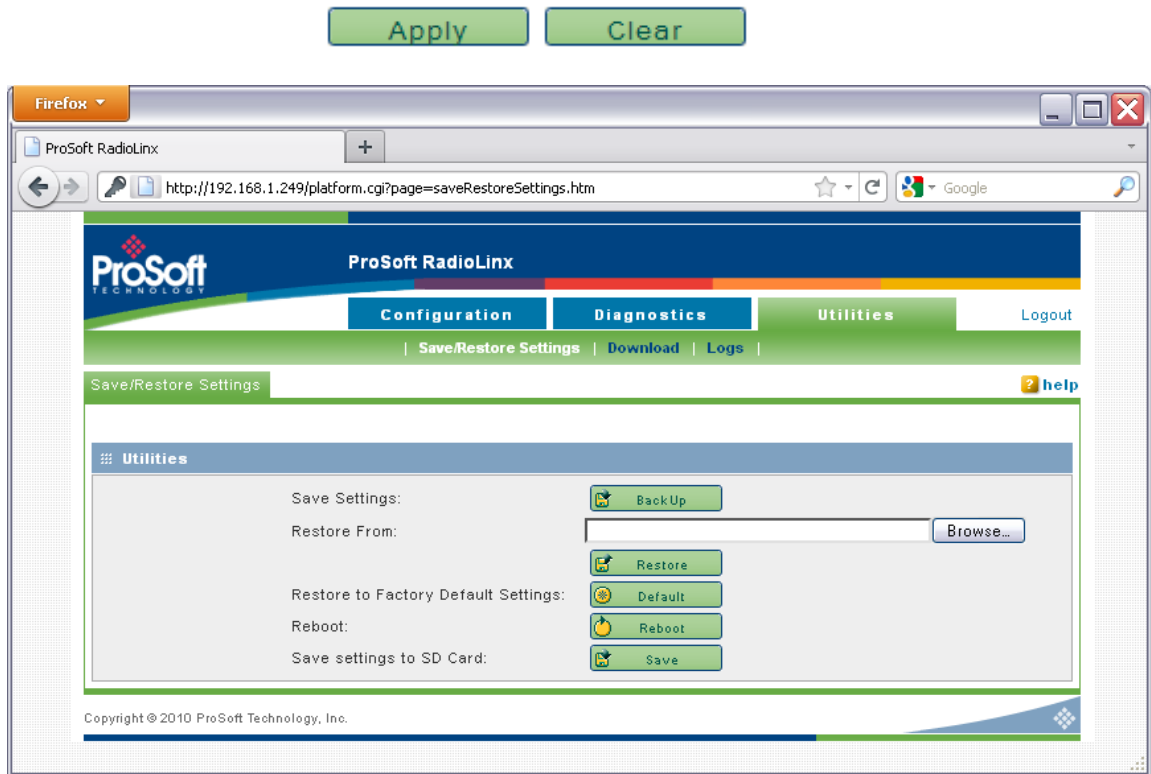 Apply Clear
Firefox
ProSoft RadioLinx +
http://192.168.1.249/platform.cgi?page=saveRestoreSettings.htm Google
ProSoft
TECHNOLOGY
ProSoft RadioLinx
Configuration Diagnostics Utilities Logout
| Save/Restore Settings | Download | Logs |
Save/Restore Settings ? help
Utilities
Save Settings: BackUp
Restore From: Browse...
Restore
Restore to Factory Default Settings: Default
Reboot: Reboot
Save settings to SD Card: Save
Copyright © 2010 ProSoft Technology, Inc.